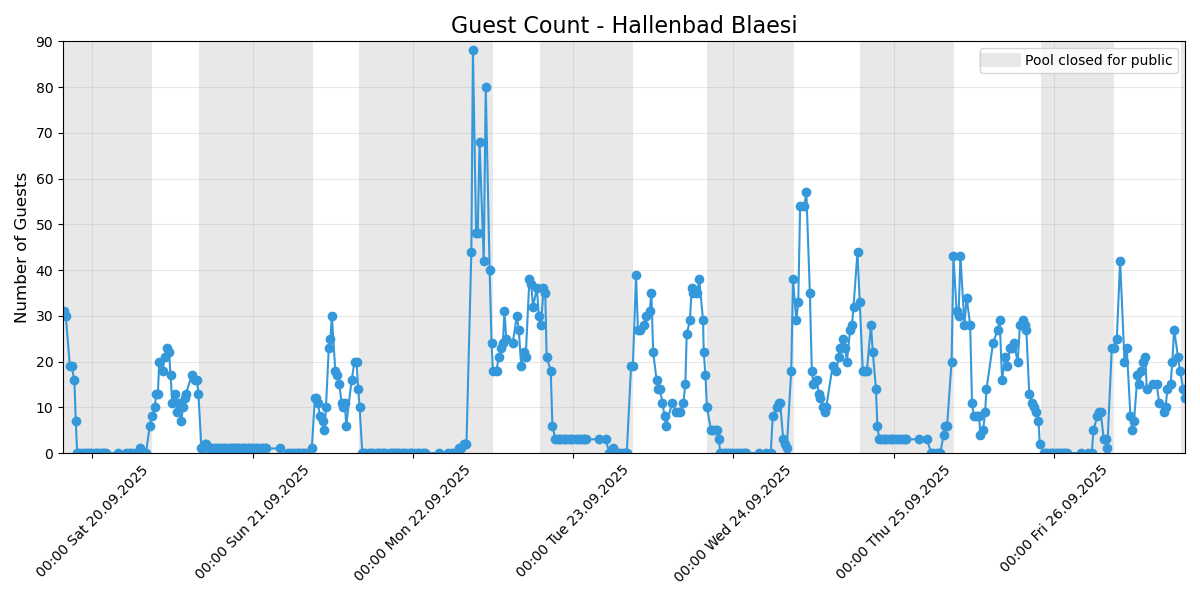 Guest Count - Hallenbad Blaesi
Pool closed for public
Number of Guests
90
80
70
60
50
40
30
20
10
0
00:00 Sat 20.09.2025
00:00 Sun 21.09.2025
00:00 Mon 22.09.2025
00:00 Tue 23.09.2025
00:00 Wed 24.09.2025
00:00 Thu 25.09.2025
00:00 Fri 26.09.2025